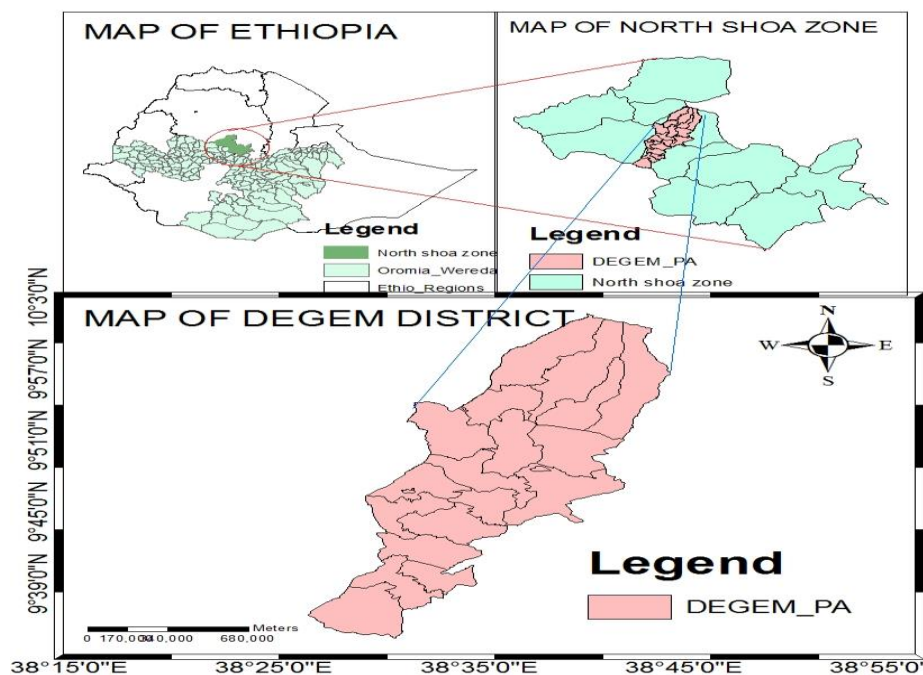 MAP OF ETHIOPIA
Legend
North shoa zone
Oromia_Wereda
Ethio_Regions
MAP OF NORTH SHOA ZONE
Legend
DEGEM_PA
North shoa zone
MAP OF DEGEM DISTRICT
N
W E
S
10°3'0"N
9°57'0"N
9°51'0"N
9°45'0"N
9°39'0"N
Legend
DEGEM_PA
Meters
0 170,000 340,000 680,000
38°15'0"E 38°25'0"E 38°35'0"E 38°45'0"E 38°55'0"E